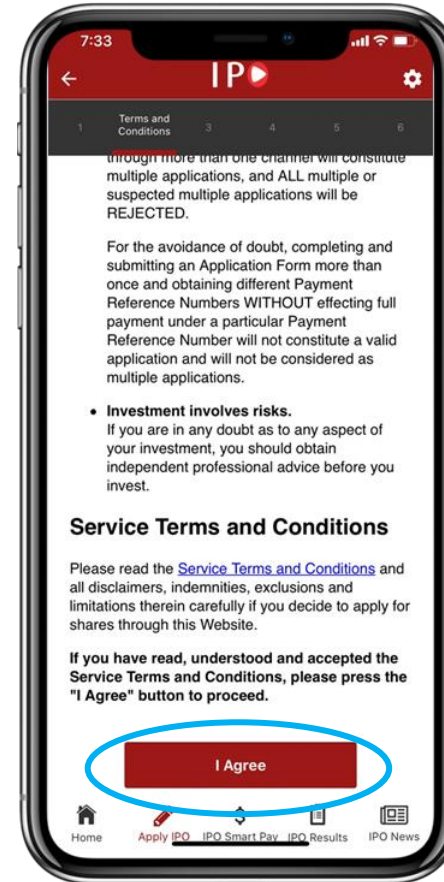 7:33
IPO
1 Terms and Conditions 3 4 5 6
through more than one channel will constitute
multiple applications, and ALL multiple or
suspected multiple applications will be
REJECTED.
For the avoidance of doubt, completing and
submitting an Application Form more than
once and obtaining different Payment
Reference Numbers WITHOUT effecting full
payment under a particular Payment
Reference Number will not constitute a valid
application and will not be considered as
multiple applications.
• Investment involves risks.
If you are in any doubt as to any aspect of
your investment, you should obtain
independent professional advice before you
invest.
Service Terms and Conditions
Please read the Service Terms and Conditions and
all disclaimers, indemnities, exclusions and
limitations therein carefully if you decide to apply for
shares through this Website.
If you have read, understood and accepted the
Service Terms and Conditions, please press the
"I Agree" button to proceed.
I Agree
Home Apply IPO IPO Smart Pay IPO Results IPO News